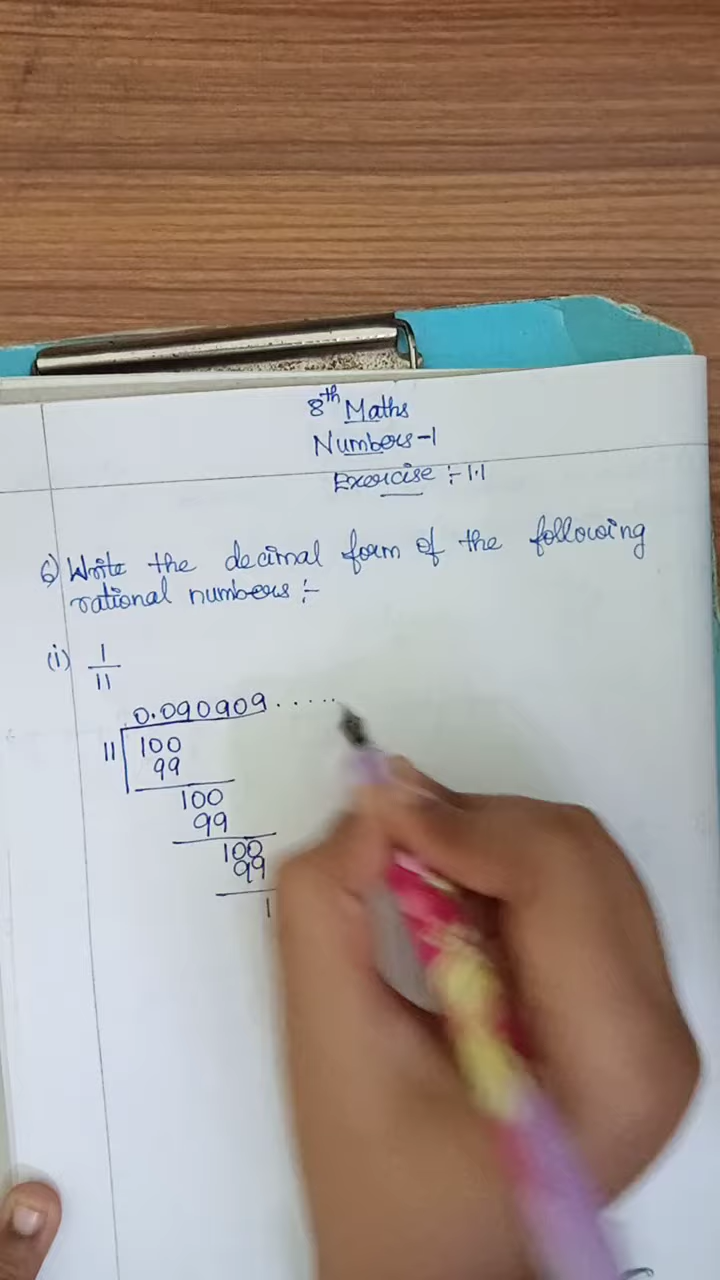 8th Maths
Numbers-1
Exercise :- 1.1
6) Write the decimal form of the following
rational numbers :-
(i) 1/11
0.090909.....
11 100
99
100
99
100
99
1